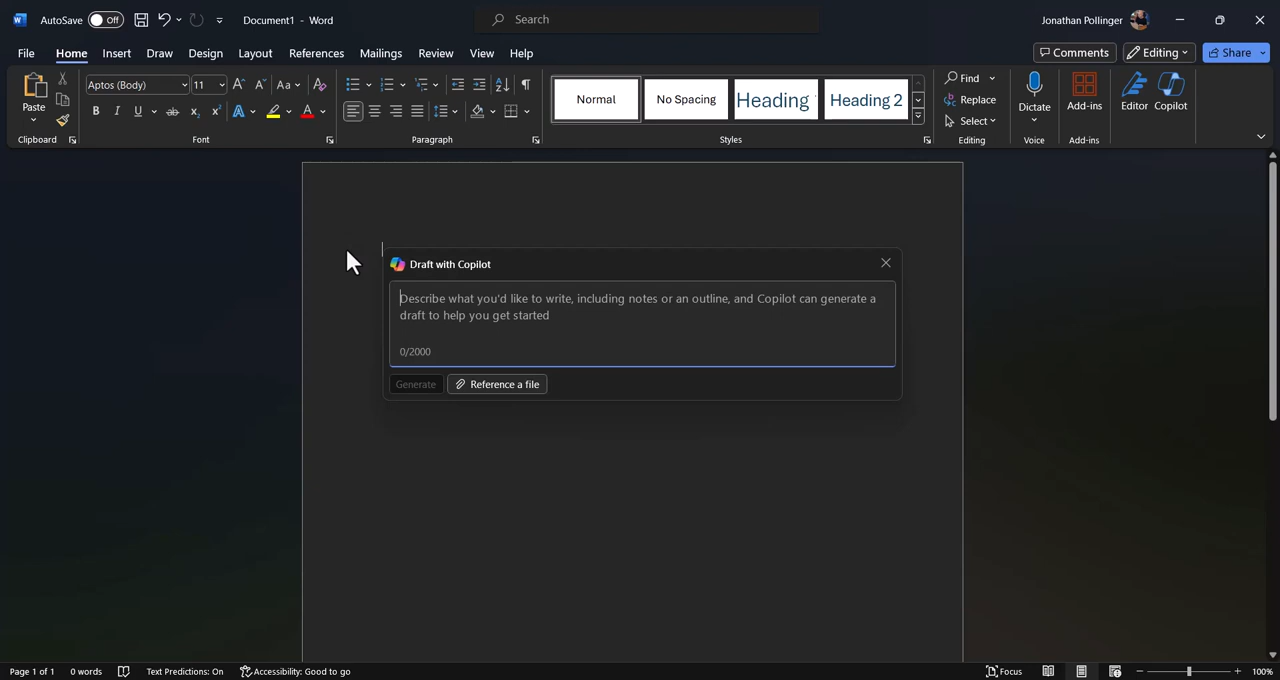 AutoSave Off Document1 - Word Search Jonathan Pollinger
File Home Insert Draw Design Layout References Mailings Review View Help Comments Editing Share
Paste Aptos (Body) 11 Aa Normal No Spacing Heading Heading 2 Find Replace Select Dictate Add-ins Editor Copilot
Clipboard Font Paragraph Styles Editing Voice Add-ins
Draft with Copilot
Describe what you'd like to write, including notes or an outline, and Copilot can generate a
draft to help you get started
0/2000
Generate Reference a file
Page 1 of 1 0 words Text Predictions: On Accessibility: Good to go Focus 100%